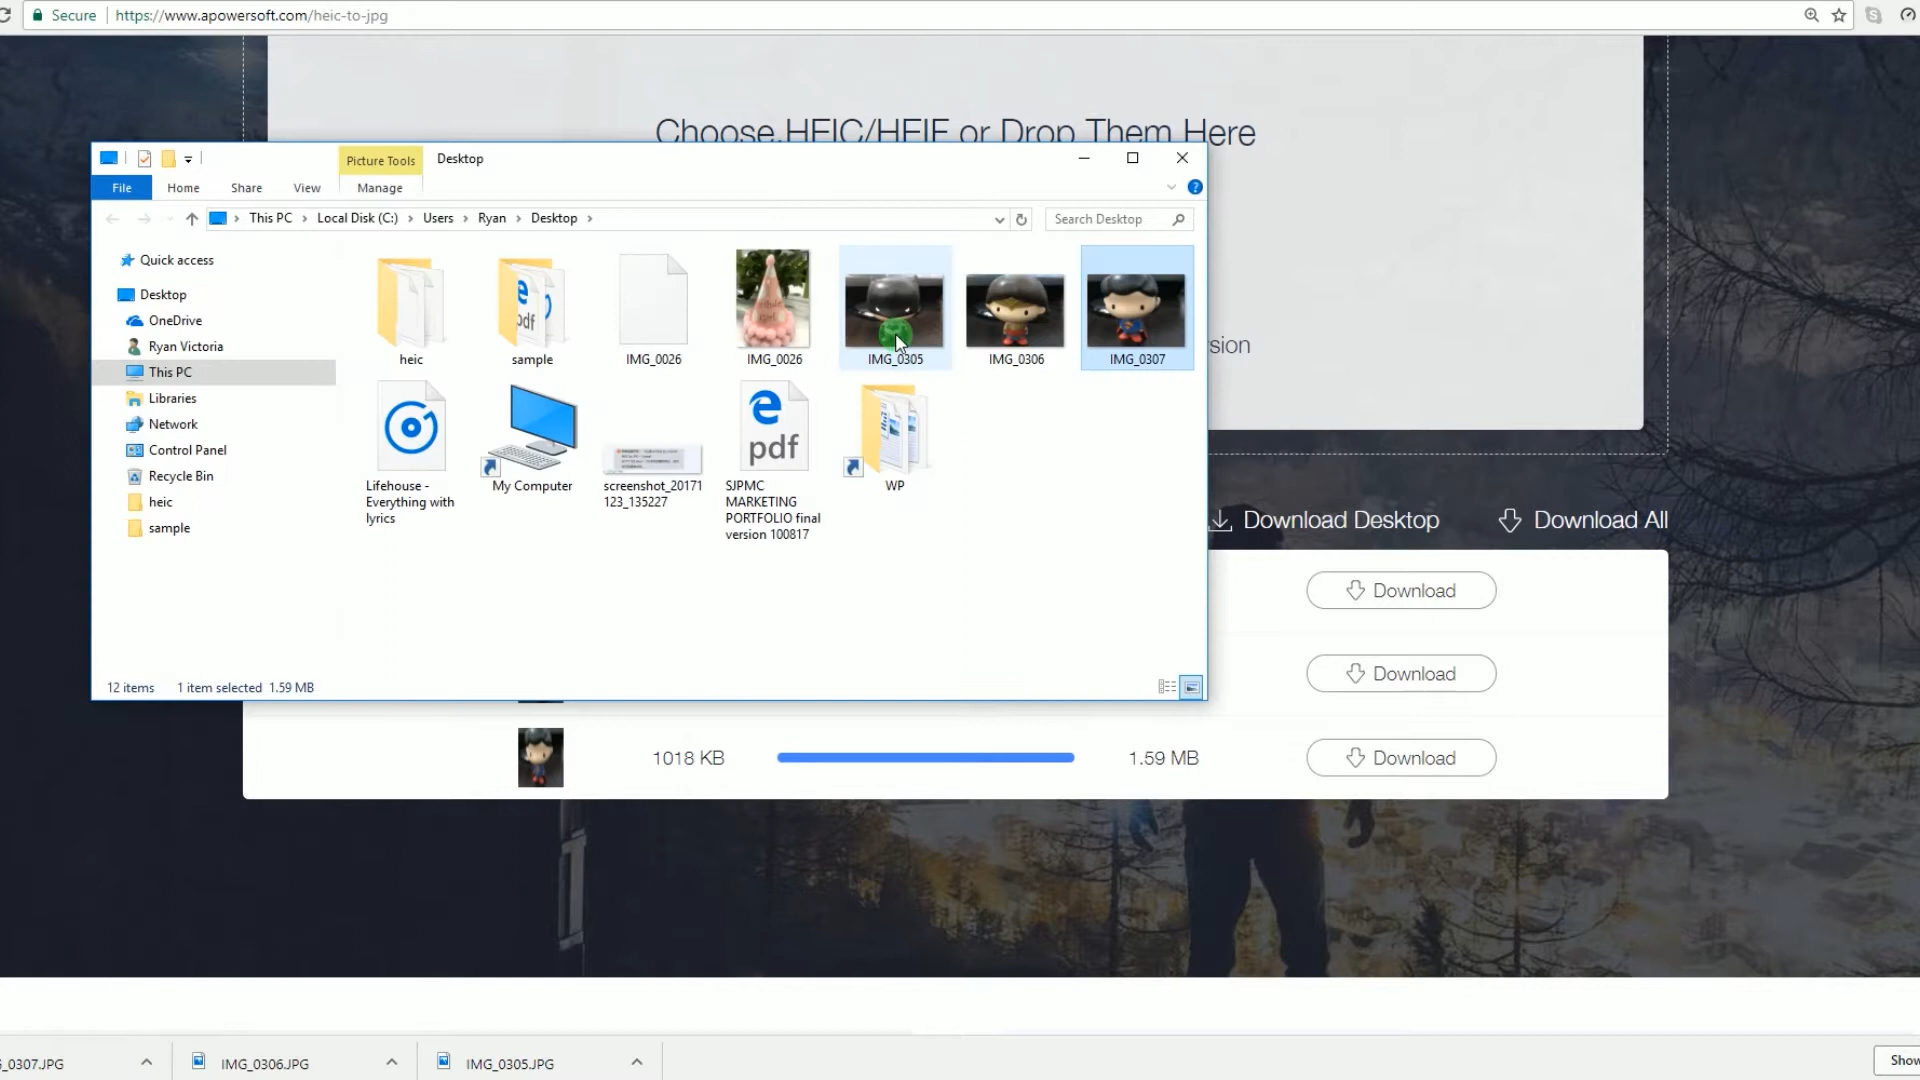 Secure https://www.apowersoft.com/heic-to-jpg
Choose HEIC/HEIF or Drop Them Here
Picture Tools Desktop
File Home Share View Manage
This PC Local Disk (C:) Users Ryan Desktop Search Desktop
Quick access
Desktop
OneDrive
Ryan Victoria
This PC
Libraries
Network
Control Panel
Recycle Bin
heic
sample
pdf
heic sample IMG_0026 IMG_0026 IMG_0305 IMG_0306 IMG_0307
sion
pdf
Lifehouse -
Everything with
lyrics
My Computer
screenshot_20171
123_135227
SJPMC
MARKETING
PORTFOLIO final
version 100817
WP
12 items 1 item selected 1.59 MB
Download Desktop Download All
Download
Download
1018 KB 1.59 MB Download
_0307.JPG IMG_0306.JPG IMG_0305.JPG Show